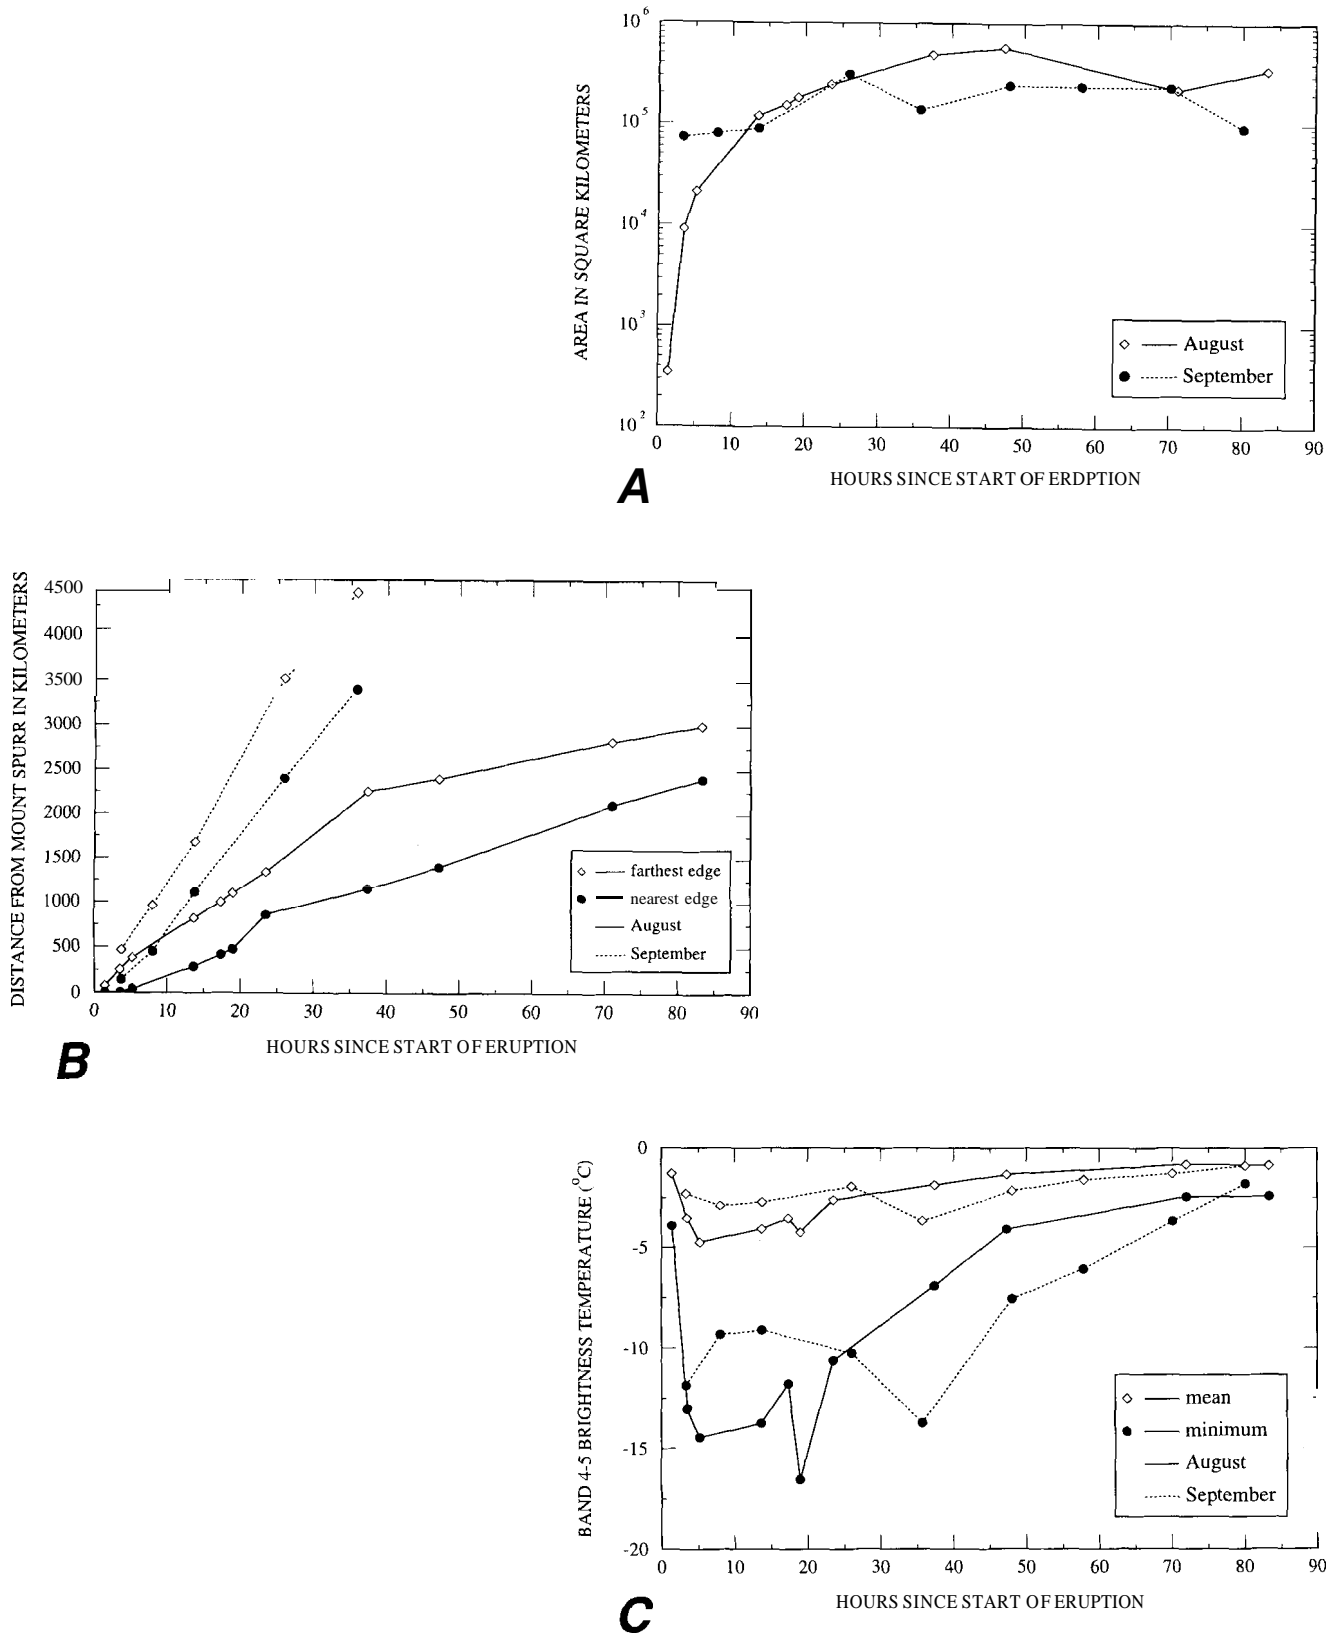 10^6
10^5
10^4
10^3
10^2
AREA IN SQUARE KILOMETERS
August
September
0 10 20 30 40 50 60 70 80 90
HOURS SINCE START OF ERDPTION
A
4500
4000
3500
3000
2500
2000
1500
1000
500
0
DISTANCE FROM MOUNT SPURR IN KILOMETERS
farthest edge
nearest edge
August
September
0 10 20 30 40 50 60 70 80 90
HOURS SINCE START OF ERUPTION
B
0
-5
-10
-15
-20
BAND 4-5 BRIGHTNESS TEMPERATURE (°C)
mean
minimum
August
September
0 10 20 30 40 50 60 70 80 90
HOURS SINCE START OF ERUPTION
C